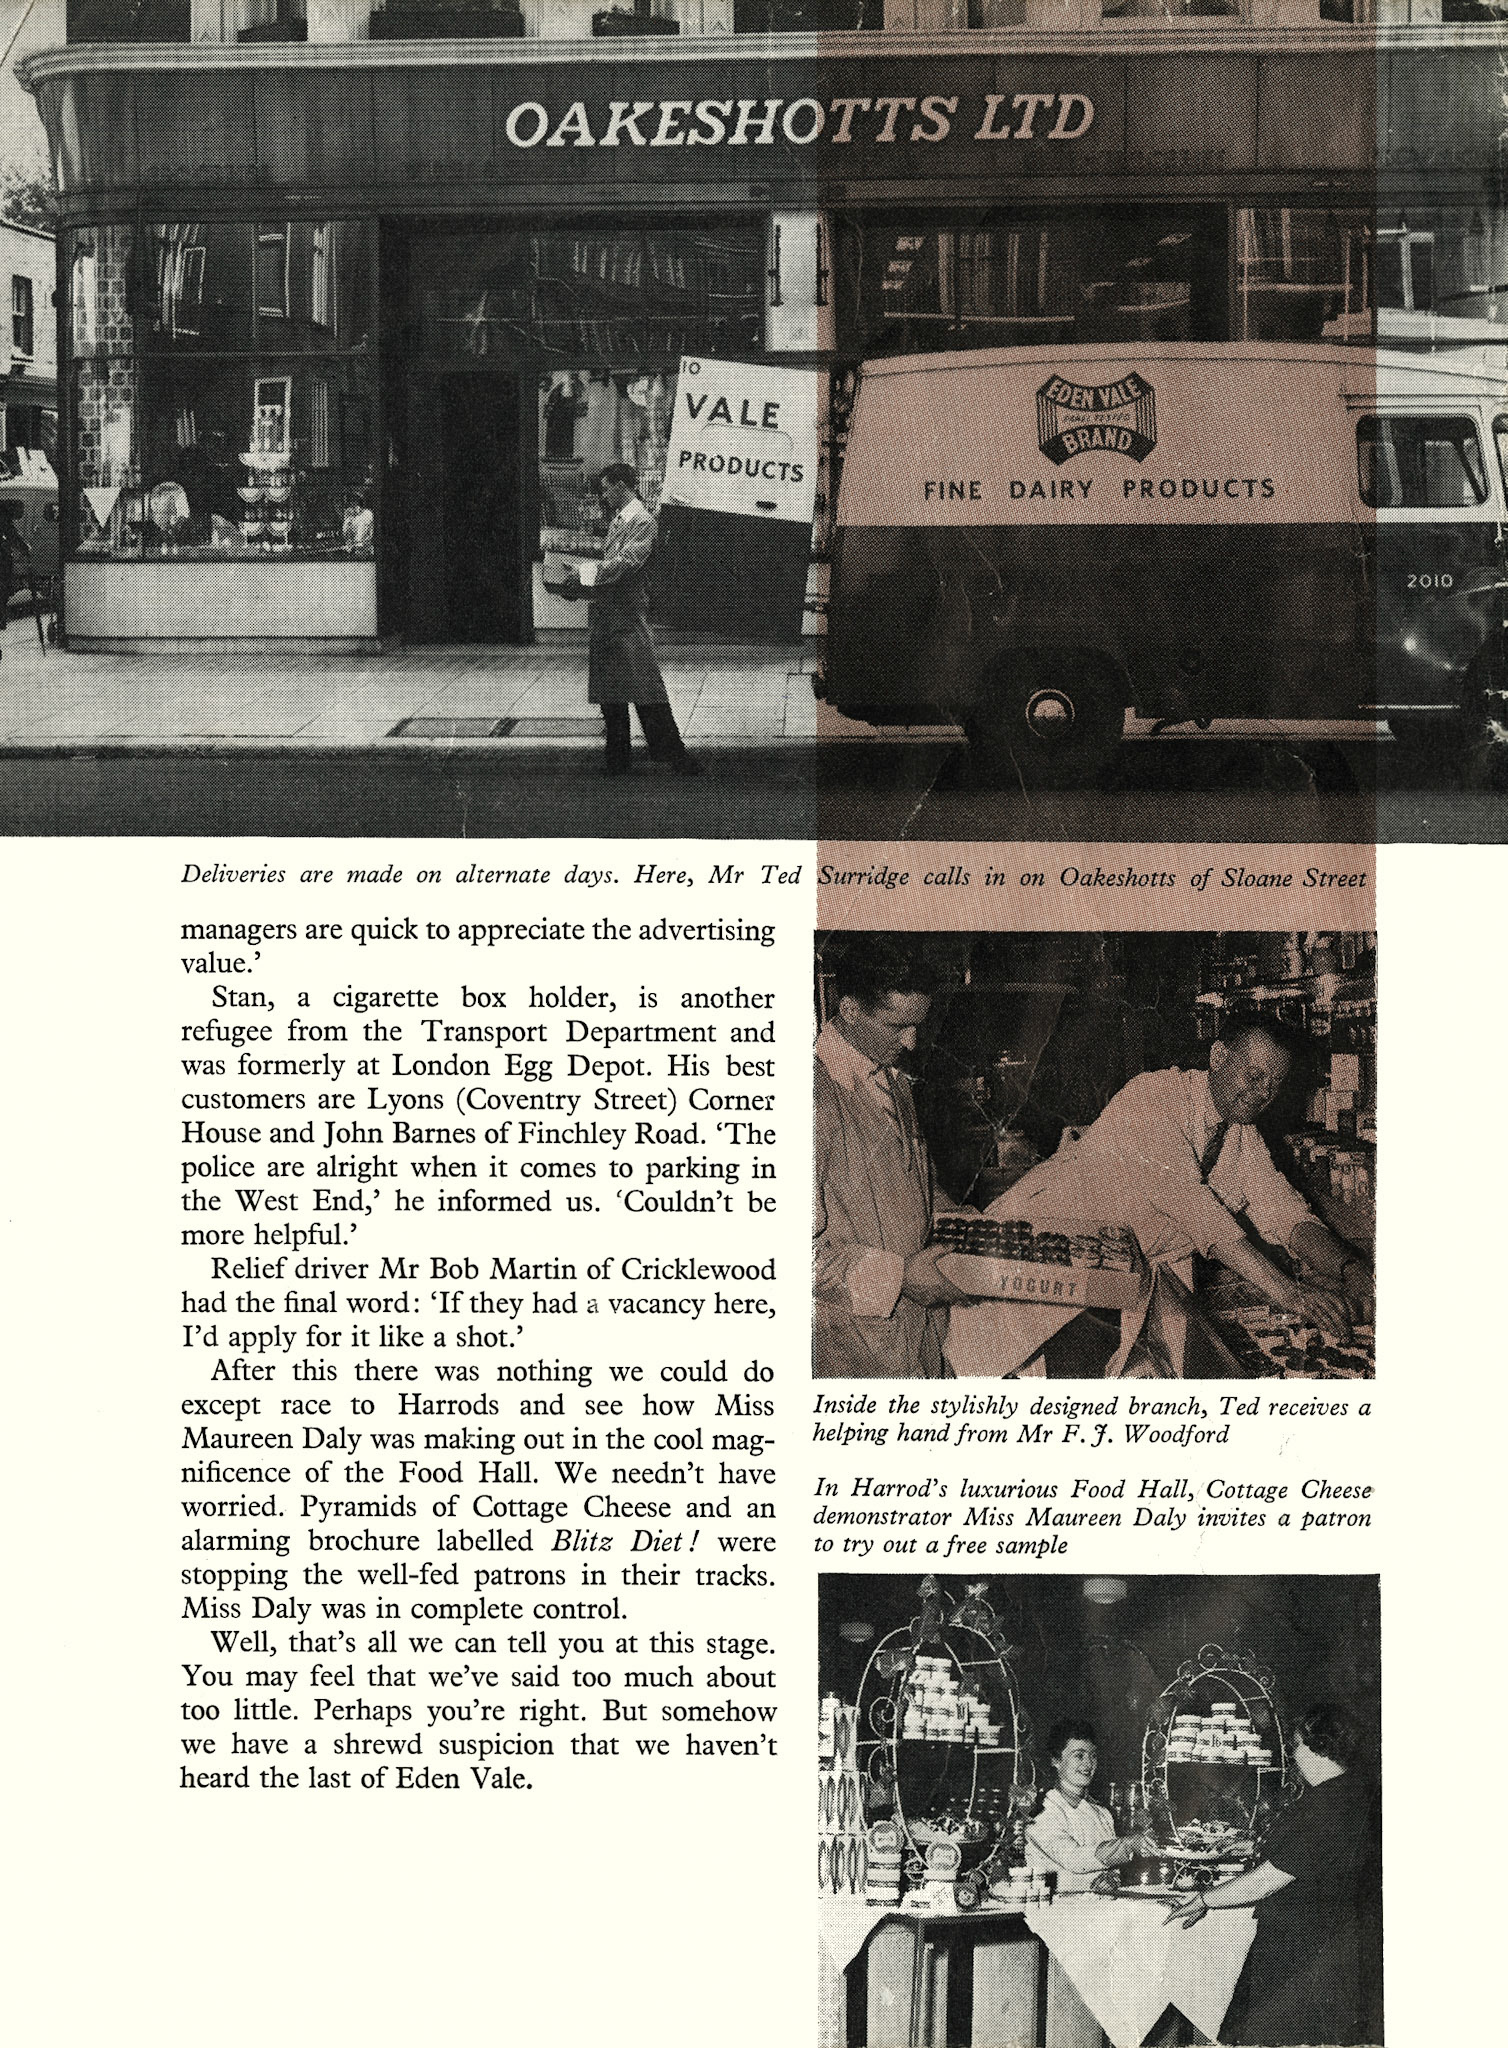 OAKESHOTTS LTD
10
VALE
PRODUCTS
EDEN VALE
BRAND
FINE DAIRY PRODUCTS
2010
Deliveries are made on alternate days. Here, Mr Ted Surridge calls in on Oakeshotts of Sloane Street
managers are quick to appreciate the advertising
value.’
Stan, a cigarette box holder, is another
refugee from the Transport Department and
was formerly at London Egg Depot. His best
customers are Lyons (Coventry Street) Corner
House and John Barnes of Finchley Road. ‘The
police are alright when it comes to parking in
the West End,’ he informed us. ‘Couldn’t be
more helpful.’
Relief driver Mr Bob Martin of Cricklewood
had the final word: ‘If they had a vacancy here,
I’d apply for it like a shot.’
After this there was nothing we could do
except race to Harrods and see how Miss
Maureen Daly was making out in the cool mag-
nificence of the Food Hall. We needn’t have
worried. Pyramids of Cottage Cheese and an
alarming brochure labelled Blitz Diet! were
stopping the well-fed patrons in their tracks.
Miss Daly was in complete control.
Well, that’s all we can tell you at this stage.
You may feel that we’ve said too much about
too little. Perhaps you’re right. But somehow
we have a shrewd suspicion that we haven’t
heard the last of Eden Vale.
YOGURT
Inside the stylishly designed branch, Ted receives a
helping hand from Mr F. J. Woodford
In Harrod’s luxurious Food Hall, Cottage Cheese
demonstrator Miss Maureen Daly invites a patron
to try out a free sample